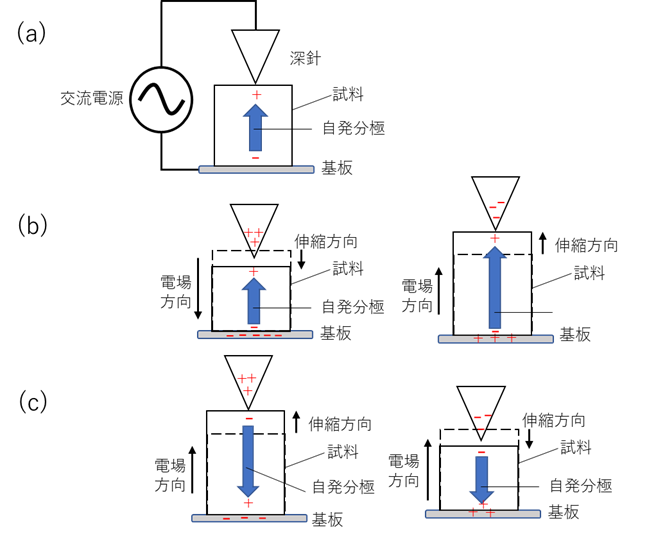 (a)
深針
交流電源
試料
自発分極
基板
(b)
伸縮方向
試料
電場
方向
自発分極
基板
伸縮方向
試料
電場
方向
基板
(c)
伸縮方向
試料
電場
方向
自発分極
基板
伸縮方向
試料
電場
方向
自発分極
基板